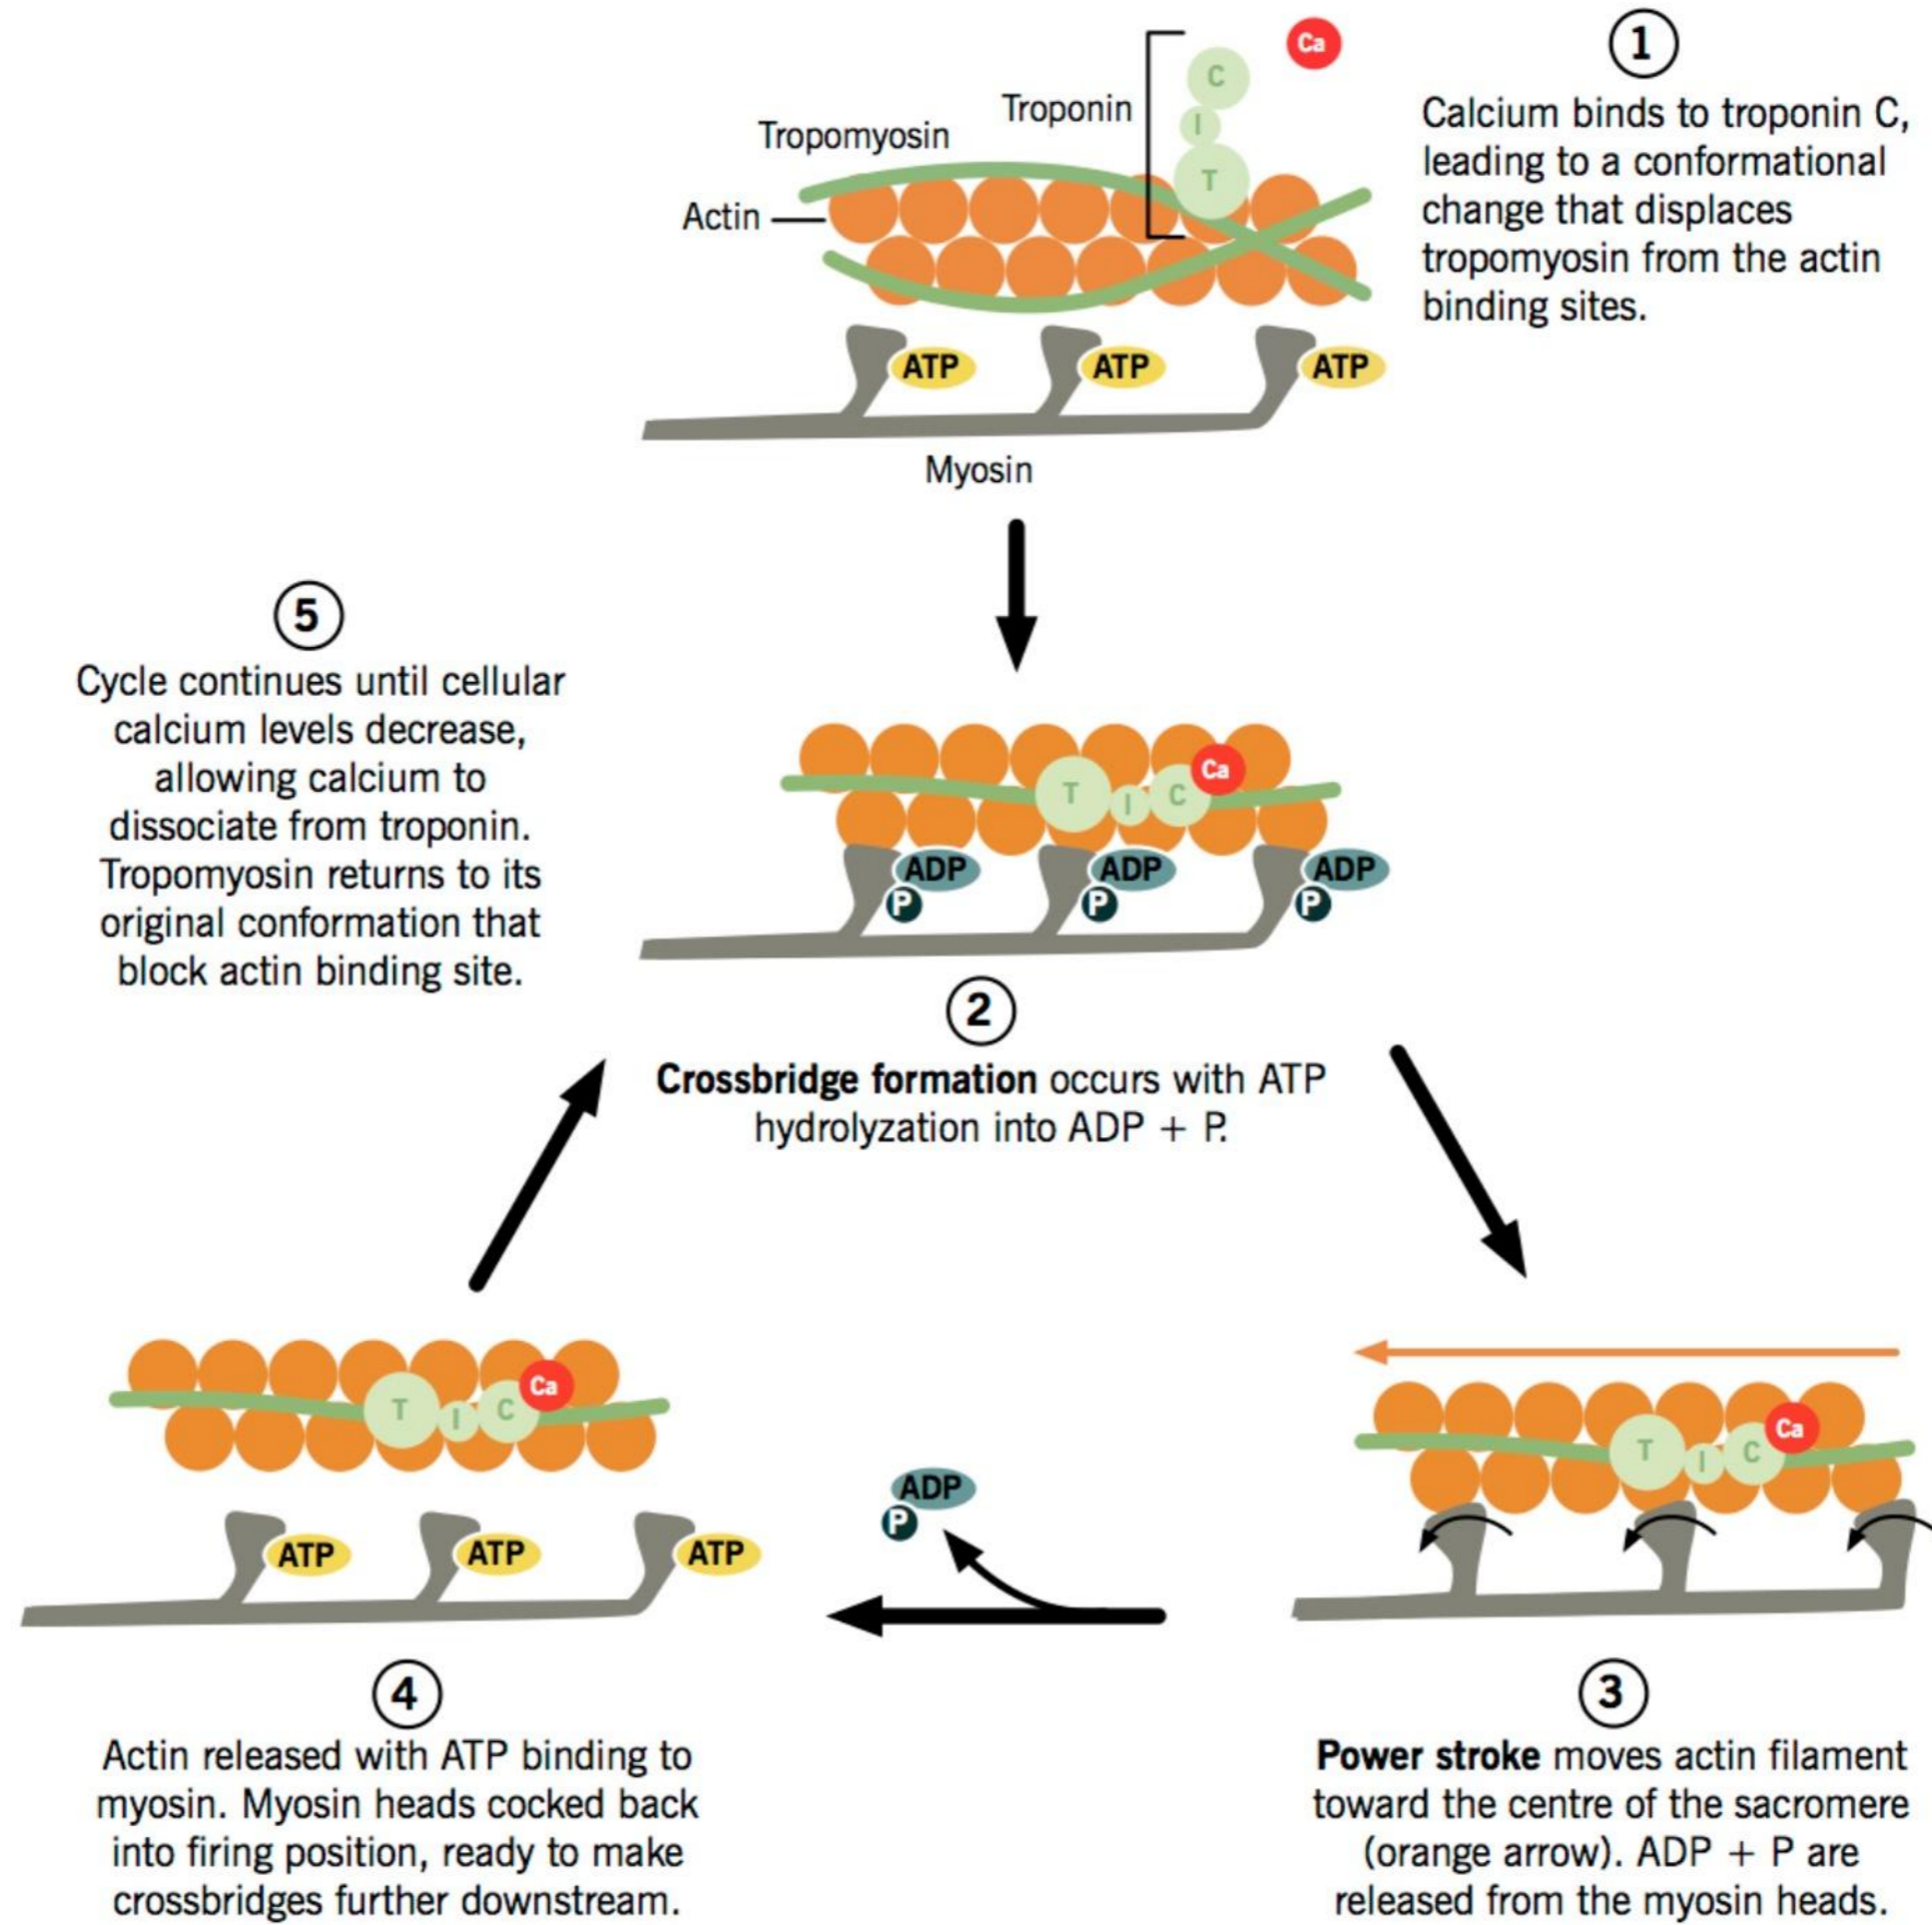 1
Calcium binds to troponin C,
leading to a conformational
change that displaces
tropomyosin from the actin
binding sites.
Ca
C
I
T
Troponin
Tropomyosin
Actin
ATP ATP ATP
Myosin
5
Cycle continues until cellular
calcium levels decrease,
allowing calcium to
dissociate from troponin.
Tropomyosin returns to its
original conformation that
block actin binding site.
T I C Ca
ADP ADP ADP
P P P
2
Crossbridge formation occurs with ATP
hydrolyzation into ADP + P.
T I C Ca
T I C Ca
ADP
P
ATP ATP ATP
4
Actin released with ATP binding to
myosin. Myosin heads cocked back
into firing position, ready to make
crossbridges further downstream.
3
Power stroke moves actin filament
toward the centre of the sacromere
(orange arrow). ADP + P are
released from the myosin heads.